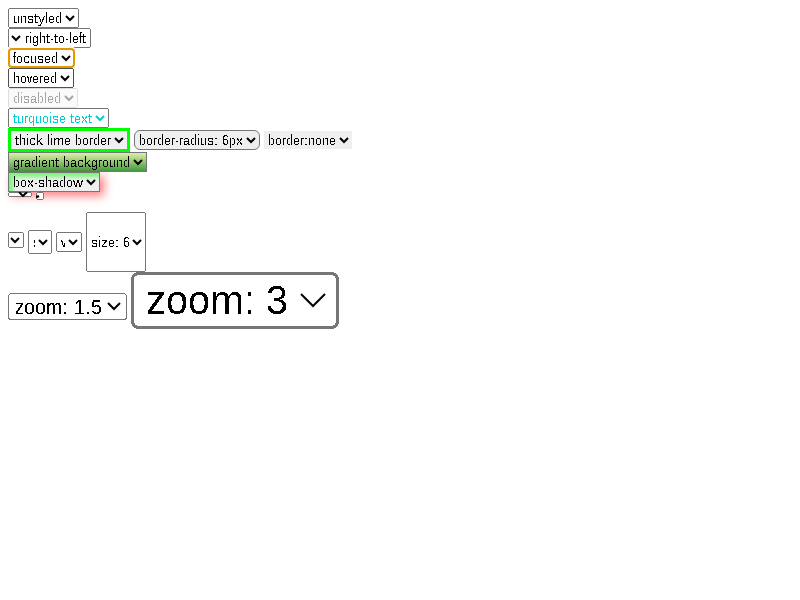 unstyled
right-to-left
focused
hovered
disabled
turquoise text
thick lime border border-radius: 6px border:none
gradient background
box-shadow
size: 6
zoom: 1.5 zoom: 3